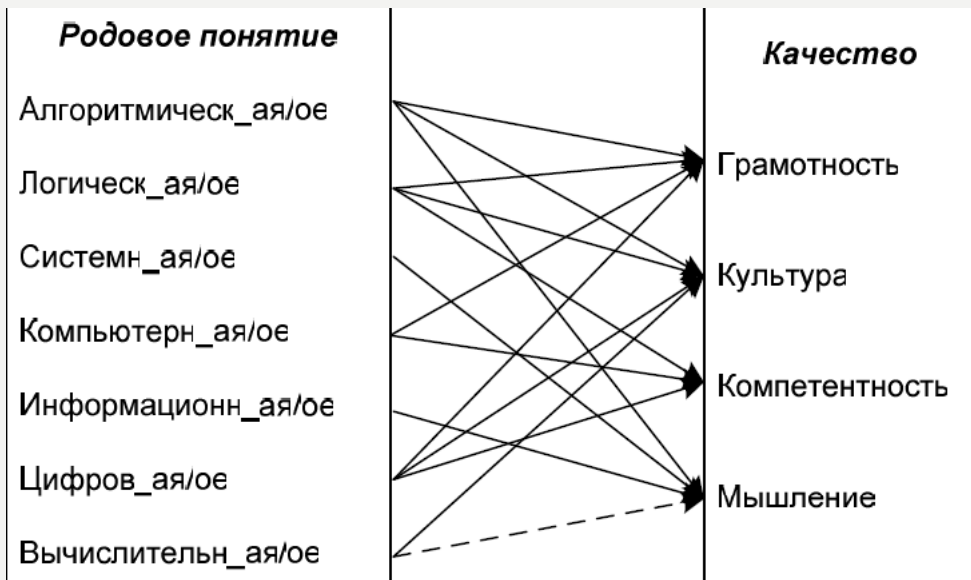 Родовое понятие
Алгоритмическ_ая/ое
Логическ_ая/ое
Системн_ая/ое
Компьютерн_ая/ое
Информационн_ая/ое
Цифров_ая/ое
Вычислительн_ая/ое
Качество
Грамотность
Культура
Компетентность
Мышление